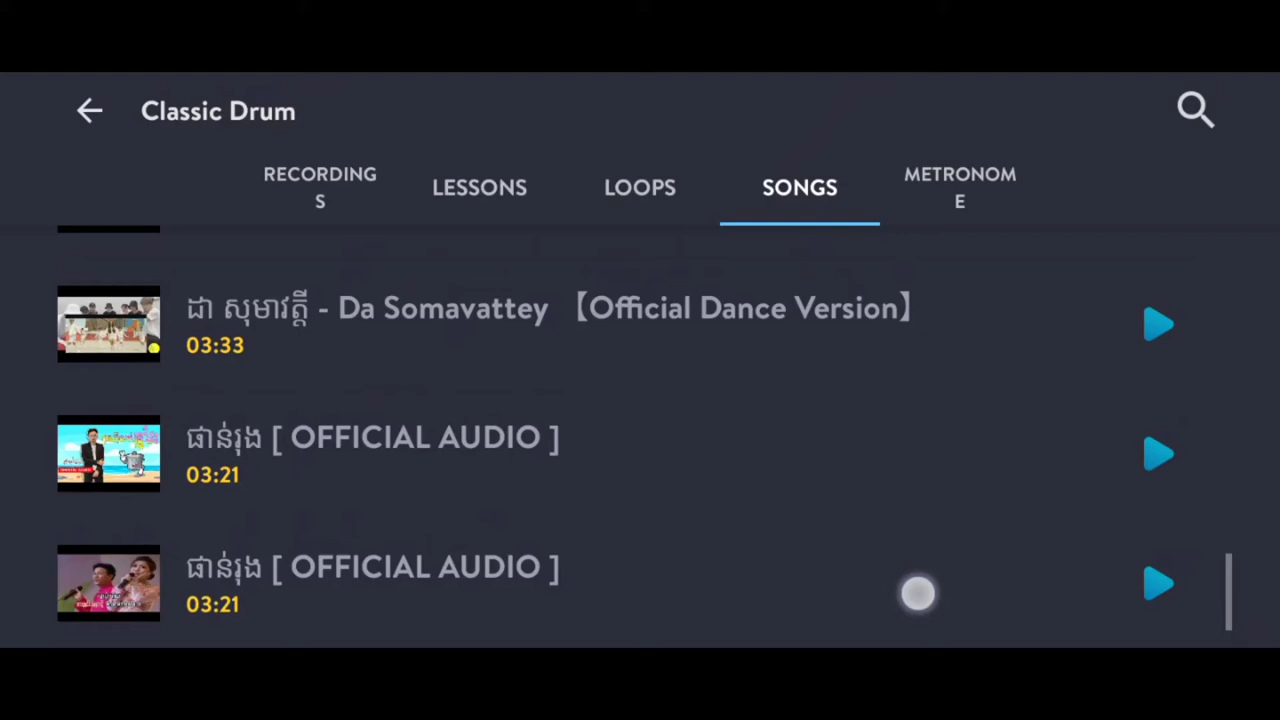 Classic Drum
RECORDING
S
LESSONS
LOOPS
SONGS
METRONOM
E
ដា សុមាវត្តី - Da Somavattey 【Official Dance Version】
03:33
ផាន់រុង [ OFFICIAL AUDIO ]
03:21
ផាន់រុង [ OFFICIAL AUDIO ]
03:21